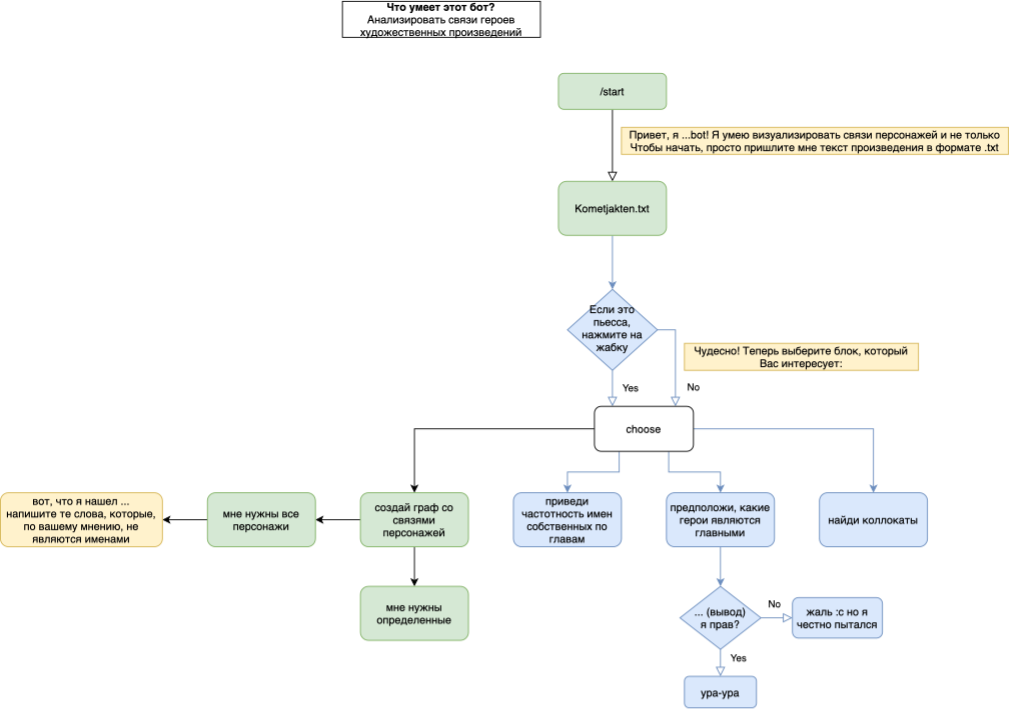 Что умеет этот бот?
Анализировать связи героев
художественных произведений
/start
Привет, я ...bot! Я умею визуализировать связи персонажей и не только
Чтобы начать, просто пришлите мне текст произведения в формате .txt
Kometjakten.txt
Если это
пьесса,
нажмите на
жабку
Чудесно! Теперь выберите блок, который
Вас интересует:
Yes
No
choose
вот, что я нашел ...
напишите те слова, которые,
по вашему мнению, не
являются именами
мне нужны все
персонажи
создай граф со
связями
персонажей
приведи
частотность имен
собственных по
главам
предположи, какие
герои являются
главными
найди коллокаты
мне нужны
определенные
... (вывод)
я прав?
No
жаль :с но я
честно пытался
Yes
ура-ура